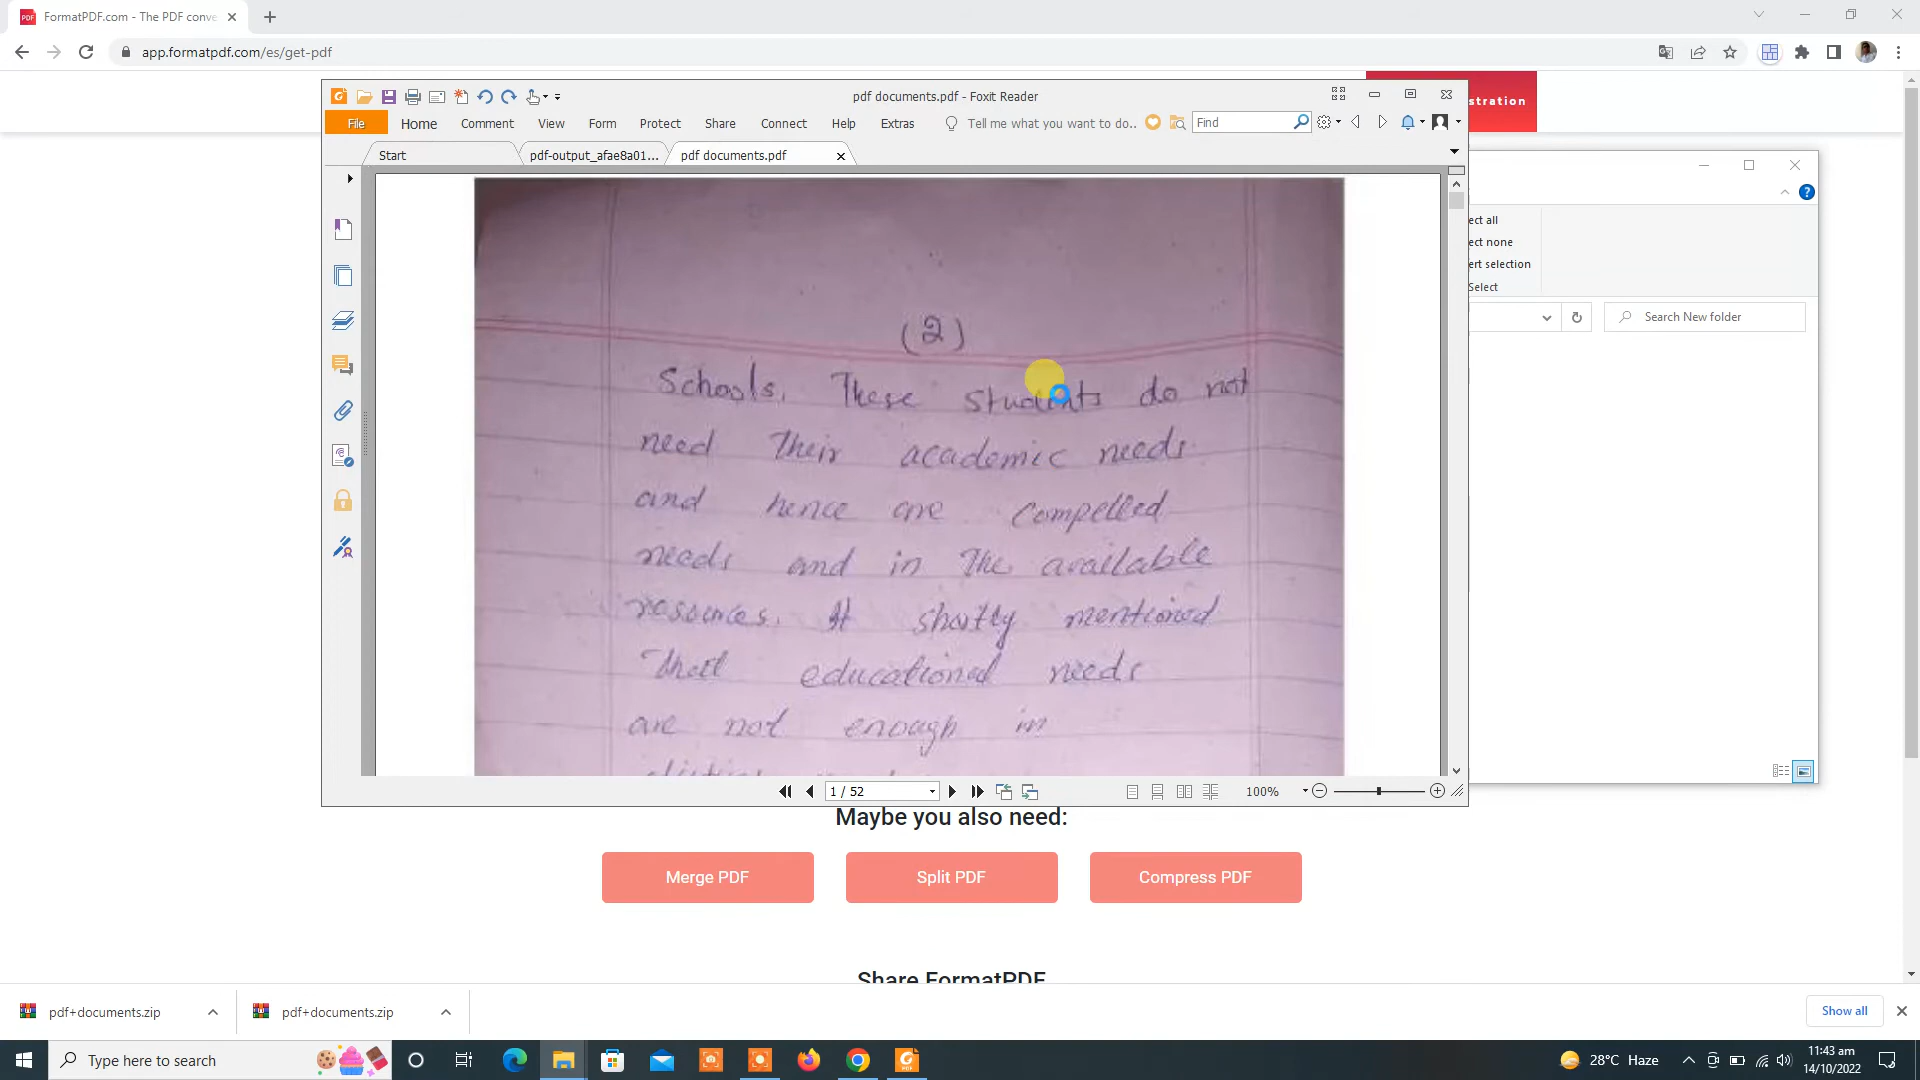 FormatPDF.com - The PDF conve
app.formatpdf.com/es/get-pdf
stration
pdf documents.pdf - Foxit Reader
File Home Comment View Form Protect Share Connect Help Extras Tell me what you want to do.. Find
Start pdf-output_afae8a01... pdf documents.pdf
(2)
Schools. These students do not
need Their academic needs
and hence are compelled
needs and in The available
resources. It shortly mentioned
That educational needs
are not enough in
1 / 52 100%
ect all
ect none
ert selection
Select
Search New folder
Maybe you also need:
Merge PDF Split PDF Compress PDF
Share FormatPDF
pdf+documents.zip pdf+documents.zip Show all
Type here to search 28°C Haze 11:43 am
14/10/2022